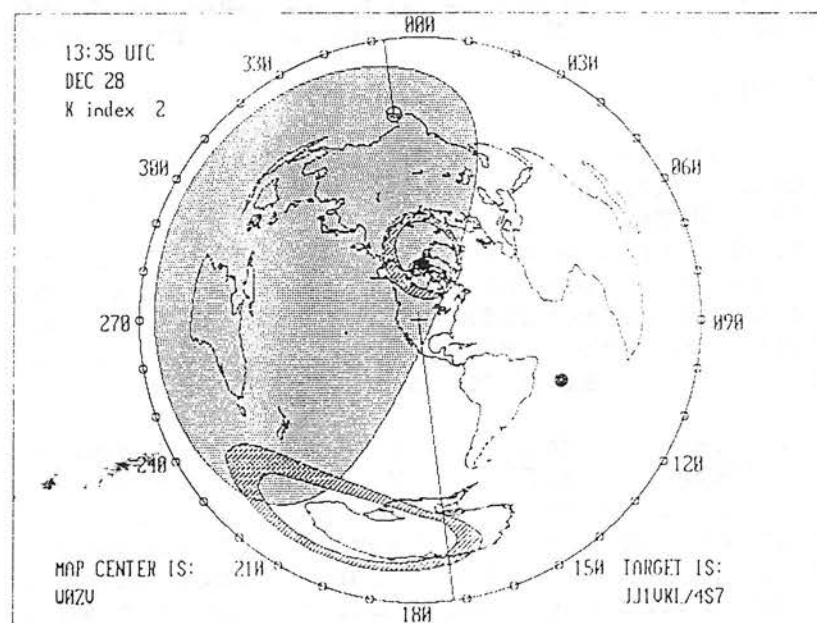 000
13:35 UTC
DEC 28
K index 2
330
030
300
060
270
090
240
120
210
150
180
MAP CENTER IS:
W0ZV
TARGET IS:
JJ1VKL/4S7